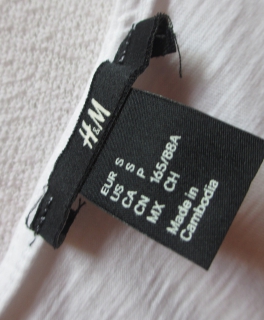 H&M
EUR S
US S
CA P
CN 165/88A
MX CH
Made in
Cambodia